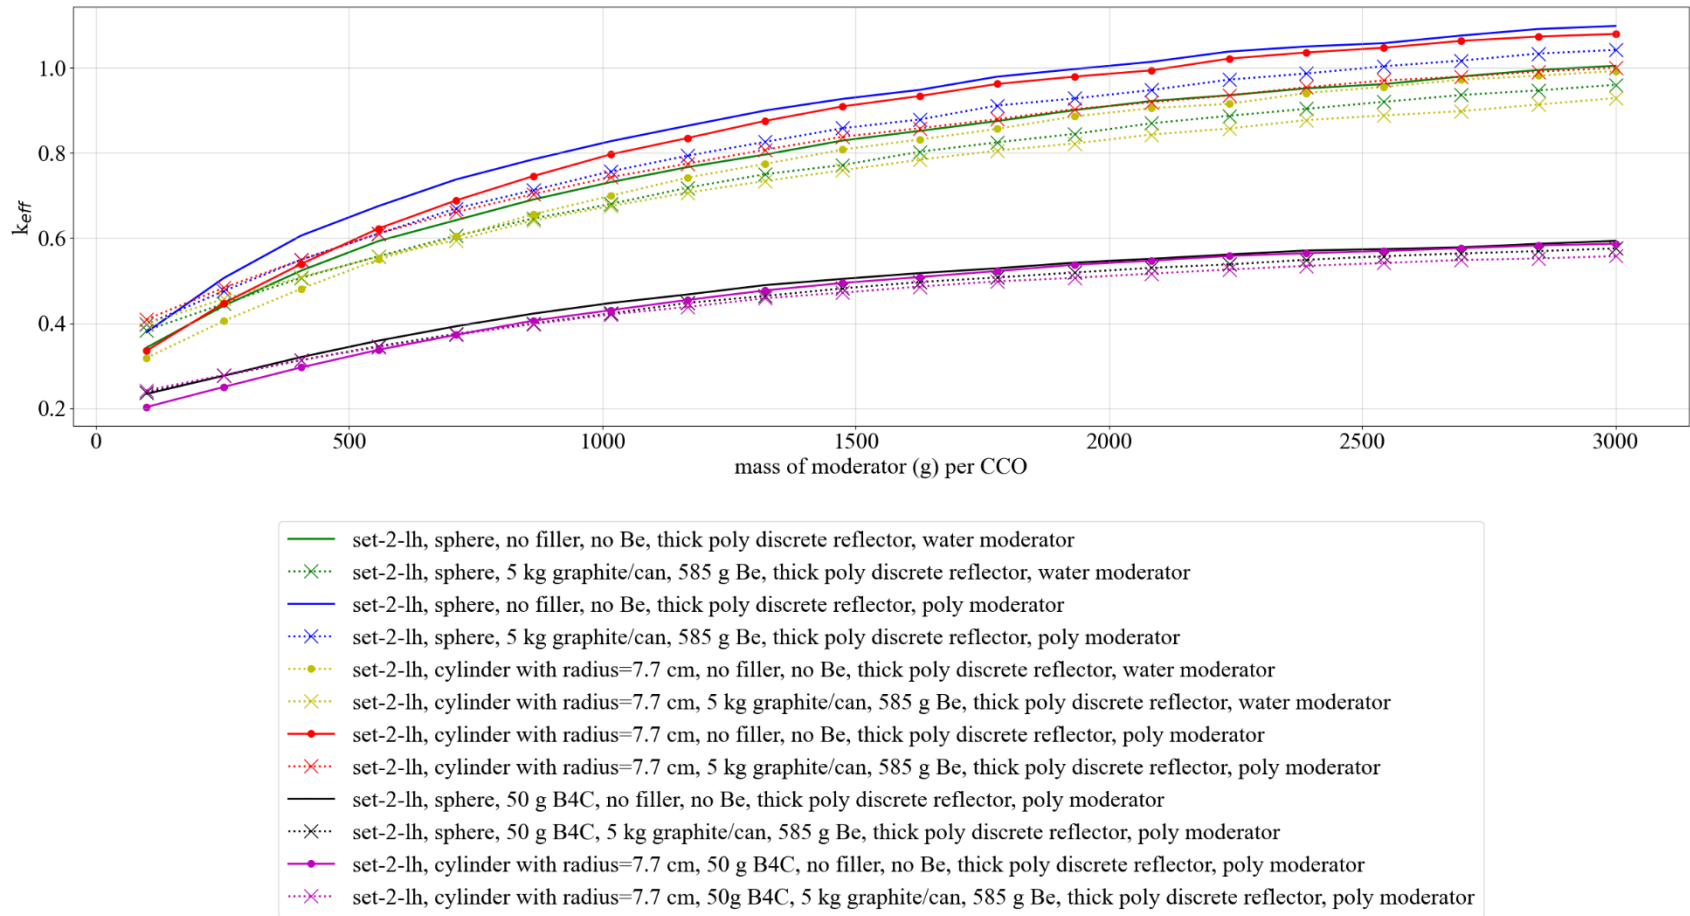 1.0
0.8
0.6
0.4
0.2
keff
0 500 1000 1500 2000 2500 3000
mass of moderator (g) per CCO
set-2-lh, sphere, no filler, no Be, thick poly discrete reflector, water moderator
set-2-lh, sphere, 5 kg graphite/can, 585 g Be, thick poly discrete reflector, water moderator
set-2-lh, sphere, no filler, no Be, thick poly discrete reflector, poly moderator
set-2-lh, sphere, 5 kg graphite/can, 585 g Be, thick poly discrete reflector, poly moderator
set-2-lh, cylinder with radius=7.7 cm, no filler, no Be, thick poly discrete reflector, water moderator
set-2-lh, cylinder with radius=7.7 cm, 5 kg graphite/can, 585 g Be, thick poly discrete reflector, water moderator
set-2-lh, cylinder with radius=7.7 cm, no filler, no Be, thick poly discrete reflector, poly moderator
set-2-lh, cylinder with radius=7.7 cm, 5 kg graphite/can, 585 g Be, thick poly discrete reflector, poly moderator
set-2-lh, sphere, 50 g B4C, no filler, no Be, thick poly discrete reflector, poly moderator
set-2-lh, sphere, 50 g B4C, 5 kg graphite/can, 585 g Be, thick poly discrete reflector, poly moderator
set-2-lh, cylinder with radius=7.7 cm, 50 g B4C, no filler, no Be, thick poly discrete reflector, poly moderator
set-2-lh, cylinder with radius=7.7 cm, 50g B4C, 5 kg graphite/can, 585 g Be, thick poly discrete reflector, poly moderator